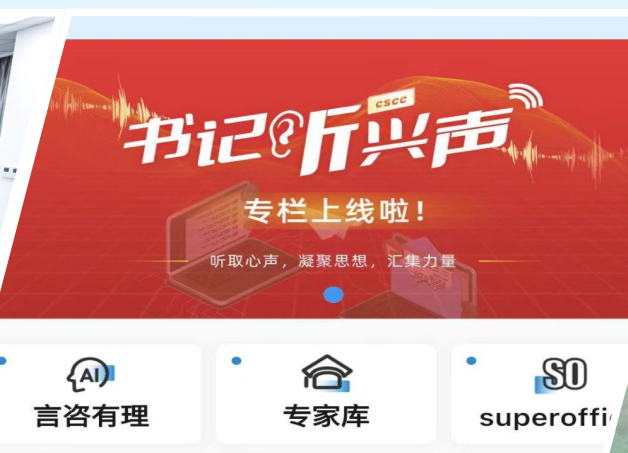 cscc
书记听兴声
专栏上线啦！
听取心声，凝聚思想，汇集力量
AI
言咨有理
专家库
SO
superoffi